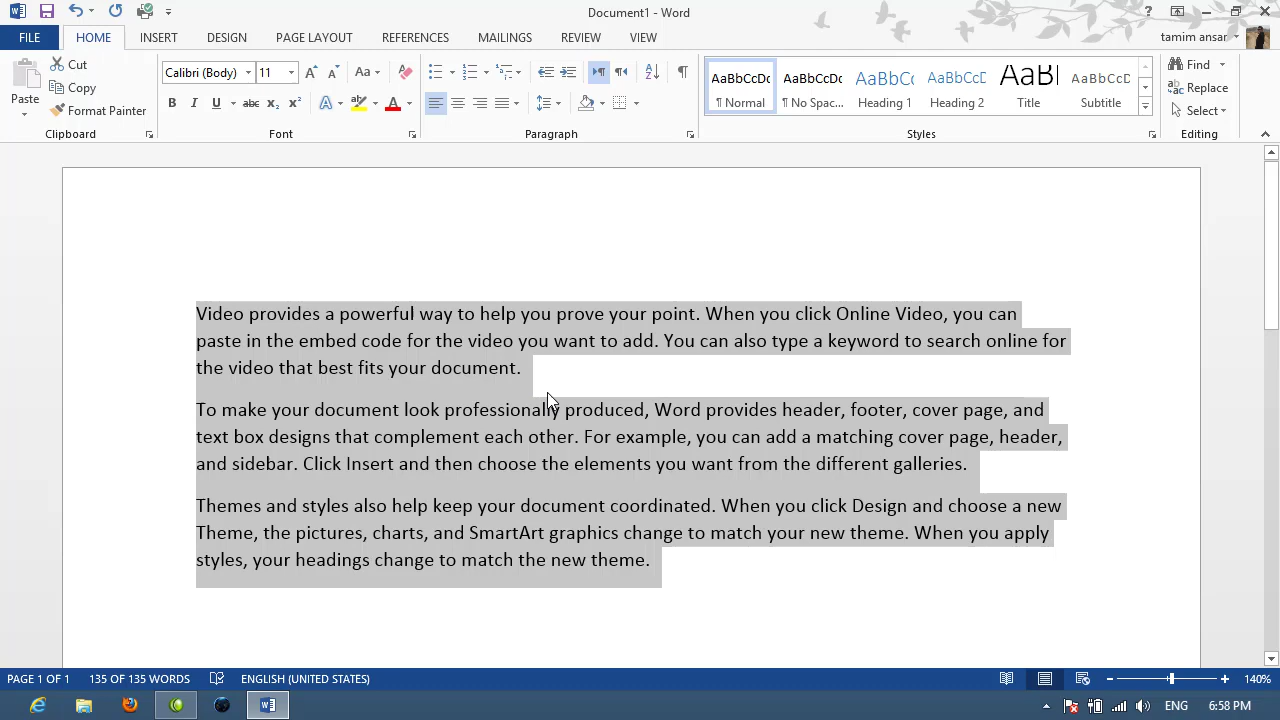 Document1 - Word
FILE HOME INSERT DESIGN PAGE LAYOUT REFERENCES MAILINGS REVIEW VIEW tamim ansar
Paste
Cut
Copy
Format Painter
Clipboard
Calibri (Body) 11
Font
Paragraph
AaBbCcDc AaBbCcDc AaBbCc AaBbCcDc AaBl AaBbCcDc
¶ Normal ¶ No Spac... Heading 1 Heading 2 Title Subtitle
Styles
Find
Replace
Select
Editing
Video provides a powerful way to help you prove your point. When you click Online Video, you can
paste in the embed code for the video you want to add. You can also type a keyword to search online for
the video that best fits your document.
To make your document look professionally produced, Word provides header, footer, cover page, and
text box designs that complement each other. For example, you can add a matching cover page, header,
and sidebar. Click Insert and then choose the elements you want from the different galleries.
Themes and styles also help keep your document coordinated. When you click Design and choose a new
Theme, the pictures, charts, and SmartArt graphics change to match your new theme. When you apply
styles, your headings change to match the new theme.
PAGE 1 OF 1 135 OF 135 WORDS ENGLISH (UNITED STATES) 140%
ENG 6:58 PM